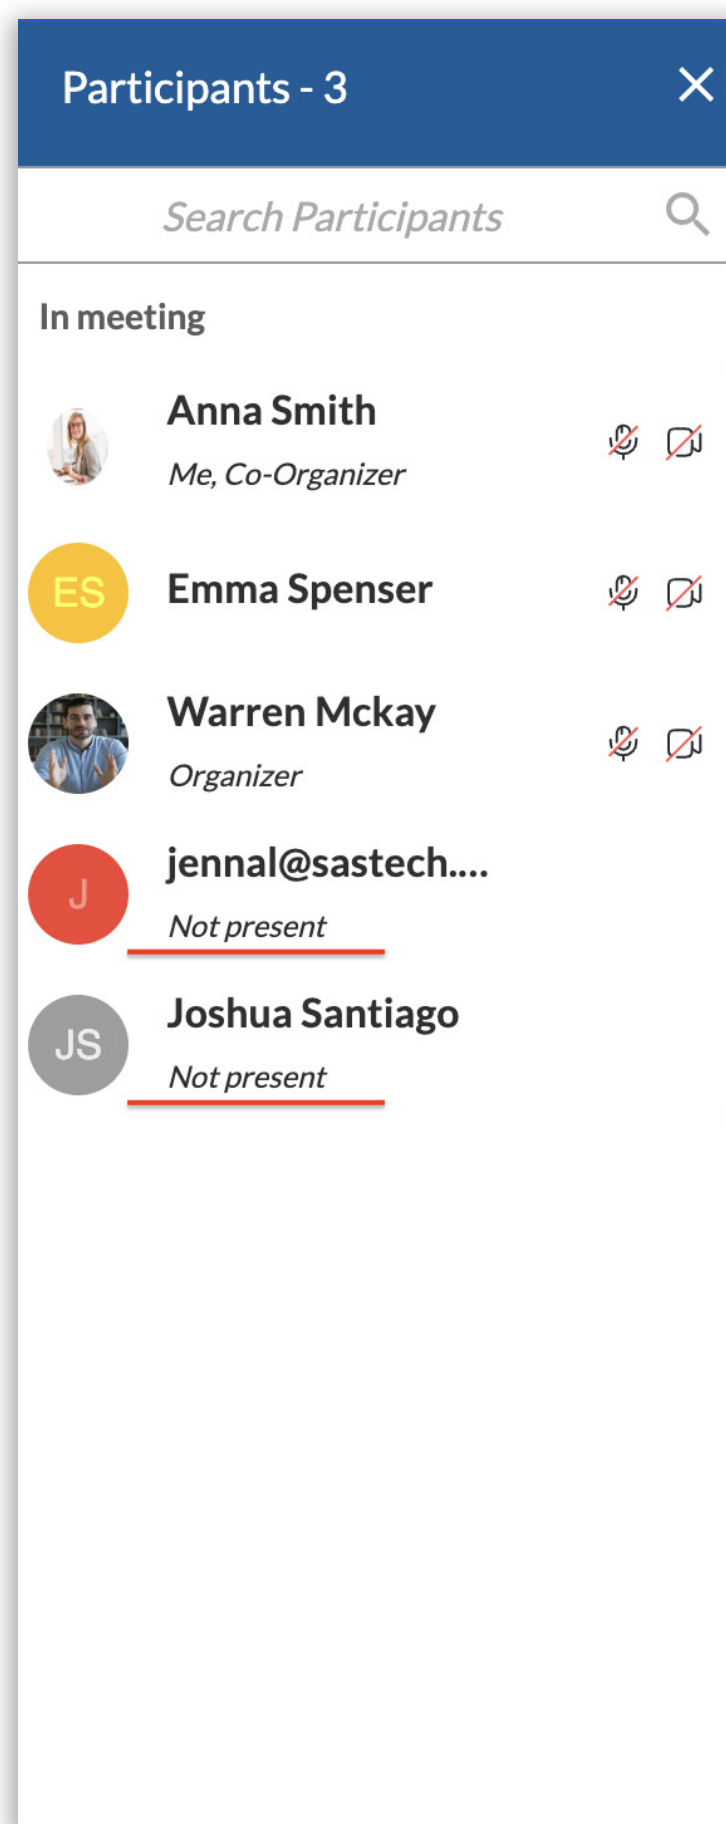 Participants - 3
Search Participants
In meeting
Anna Smith
Me, Co-Organizer
ES
Emma Spenser
Warren Mckay
Organizer
J
jennal@sastech....
Not present
JS
Joshua Santiago
Not present